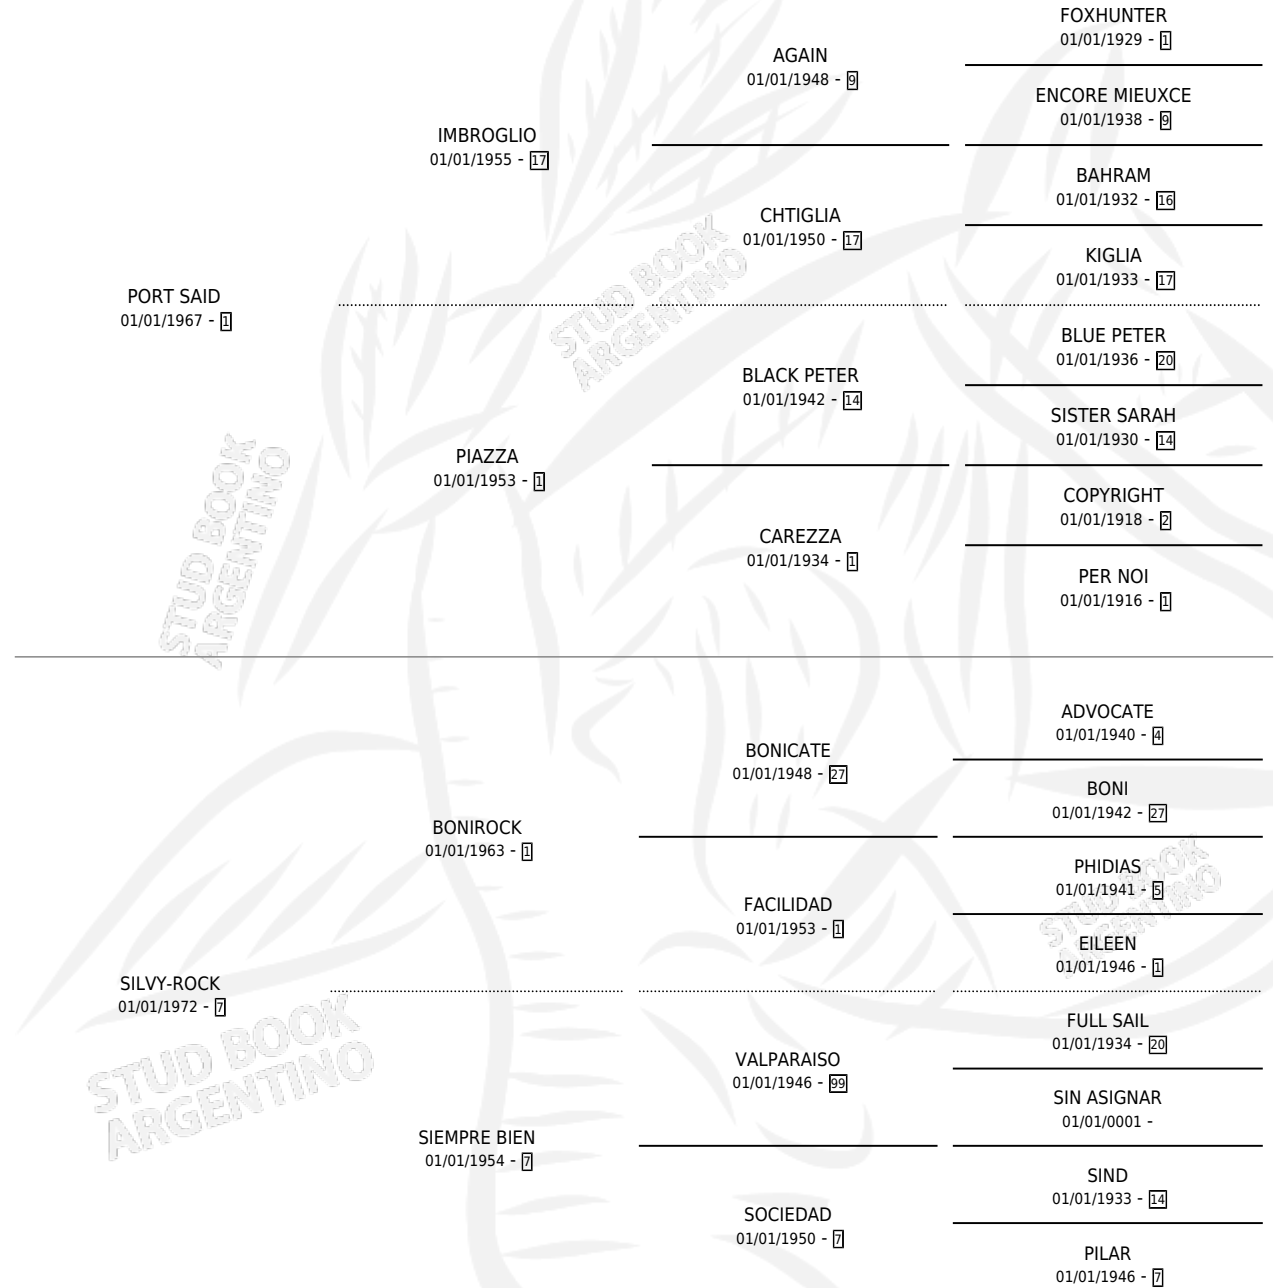 FOXHUNTER
01/01/1929 - 1
AGAIN
01/01/1948 - 9
ENCORE MIEUXCE
01/01/1938 - 9
IMBROGLIO
01/01/1955 - 17
BAHRAM
01/01/1932 - 16
CHTIGLIA
01/01/1950 - 17
KIGLIA
01/01/1933 - 17
PORT SAID
01/01/1967 - 1
BLUE PETER
01/01/1936 - 20
BLACK PETER
01/01/1942 - 14
SISTER SARAH
01/01/1930 - 14
PIAZZA
01/01/1953 - 1
COPYRIGHT
01/01/1918 - 2
CAREZZA
01/01/1934 - 1
PER NOI
01/01/1916 - 1
STUD BOOK
ARGENTINO
STUD BOOK
ARGENTINO
ADVOCATE
01/01/1940 - 4
BONICATE
01/01/1948 - 27
BONI
01/01/1942 - 27
BONIROCK
01/01/1963 - 1
PHIDIAS
01/01/1941 - 5
FACILIDAD
01/01/1953 - 1
EILEEN
01/01/1946 - 1
STUD BOOK
ARGENTINO
SILVY-ROCK
01/01/1972 - 7
FULL SAIL
01/01/1934 - 20
VALPARAISO
01/01/1946 - 99
SIN ASIGNAR
01/01/0001 -
SIEMPRE BIEN
01/01/1954 - 7
SIND
01/01/1933 - 14
SOCIEDAD
01/01/1950 - 7
PILAR
01/01/1946 - 7
STUD BOOK
ARGENTINO